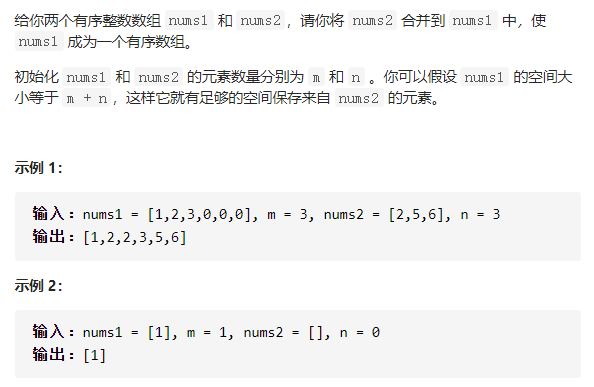 给你两个有序整数数组 nums1 和 nums2，请你将 nums2 合并到 nums1 中，使
nums1 成为一个有序数组。
初始化 nums1 和 nums2 的元素数量分别为 m 和 n 。你可以假设 nums1 的空间大
小等于 m + n，这样它就有足够的空间保存来自 nums2 的元素。
示例 1：
输入：nums1 = [1,2,3,0,0,0], m = 3, nums2 = [2,5,6], n = 3
输出：[1,2,2,3,5,6]
示例 2：
输入：nums1 = [1], m = 1, nums2 = [], n = 0
输出：[1]